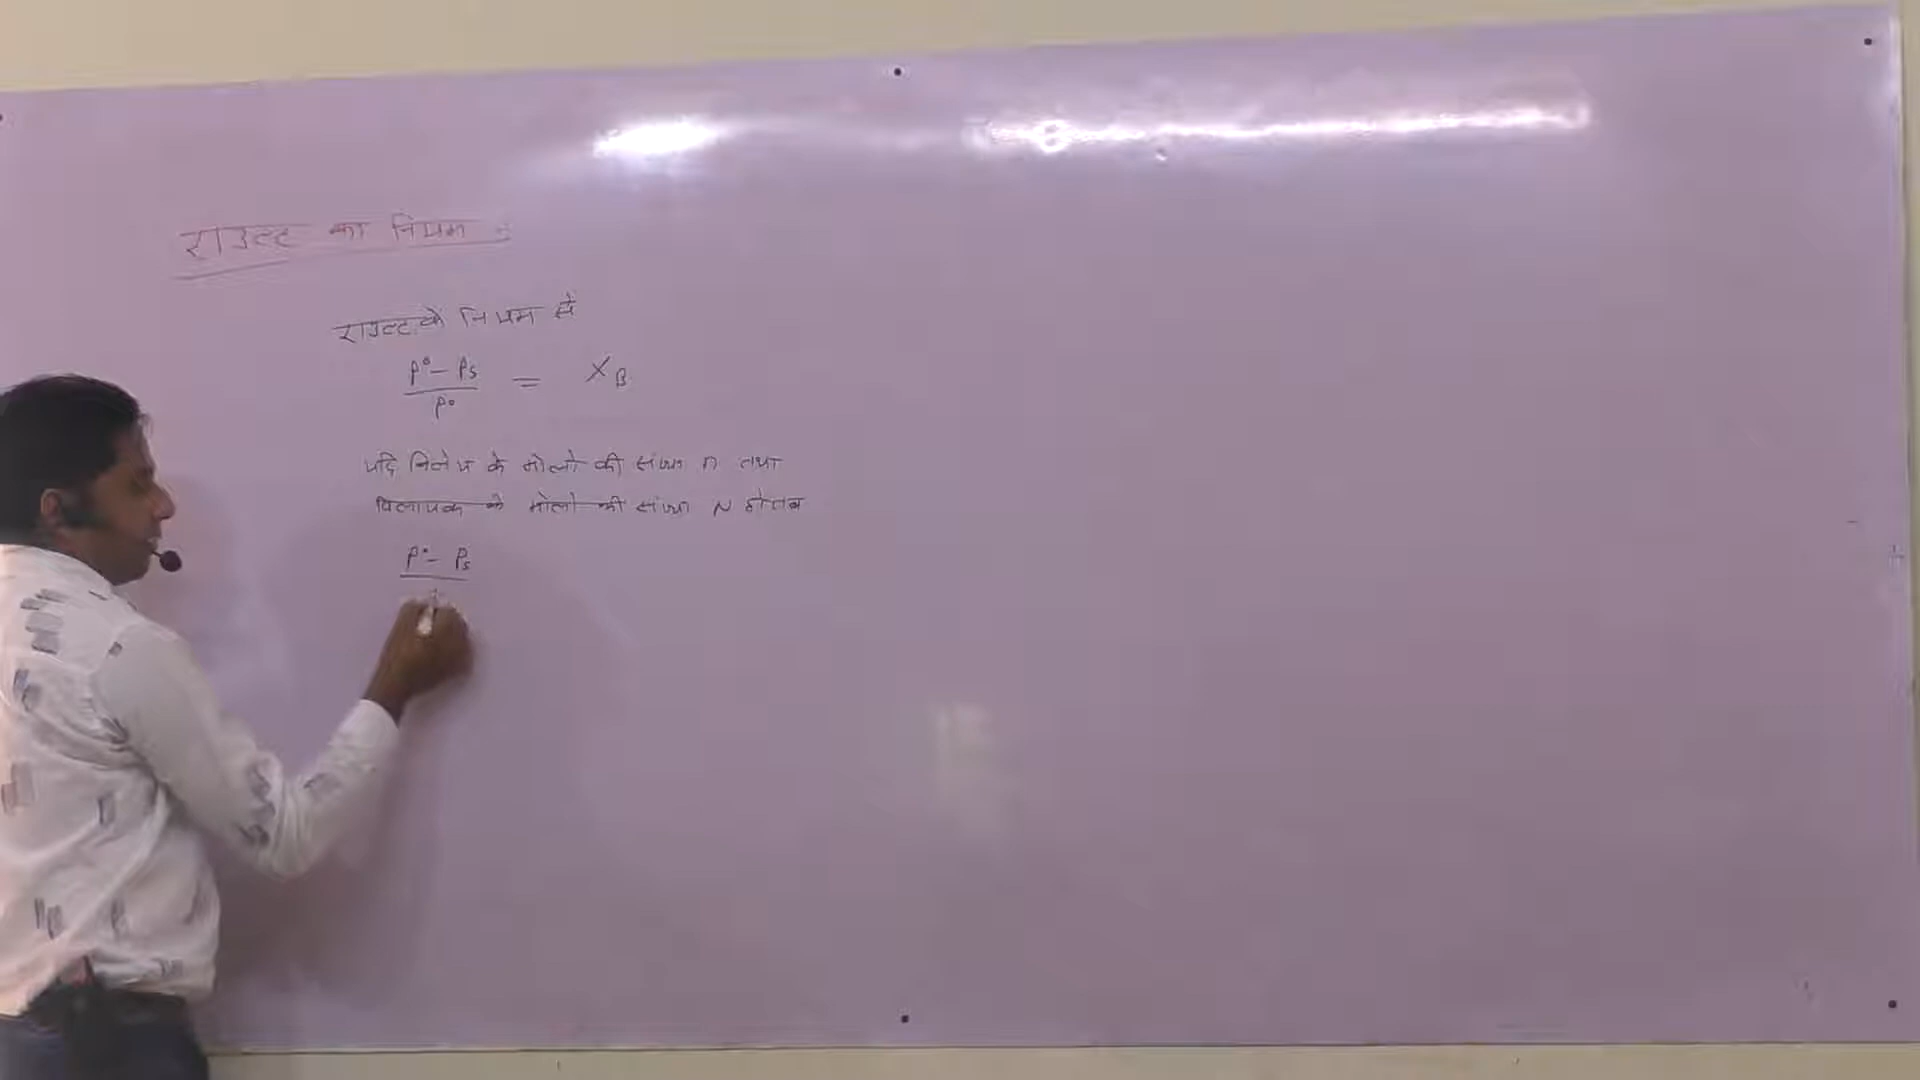 राउल्ट का नियम :-
राउल्ट के नियम से
P° - Ps / P° = X_B
यदि विलेय के मोलो की संख्या n तथा
विलायक के मोलो की संख्या N हो तब
P° - Ps